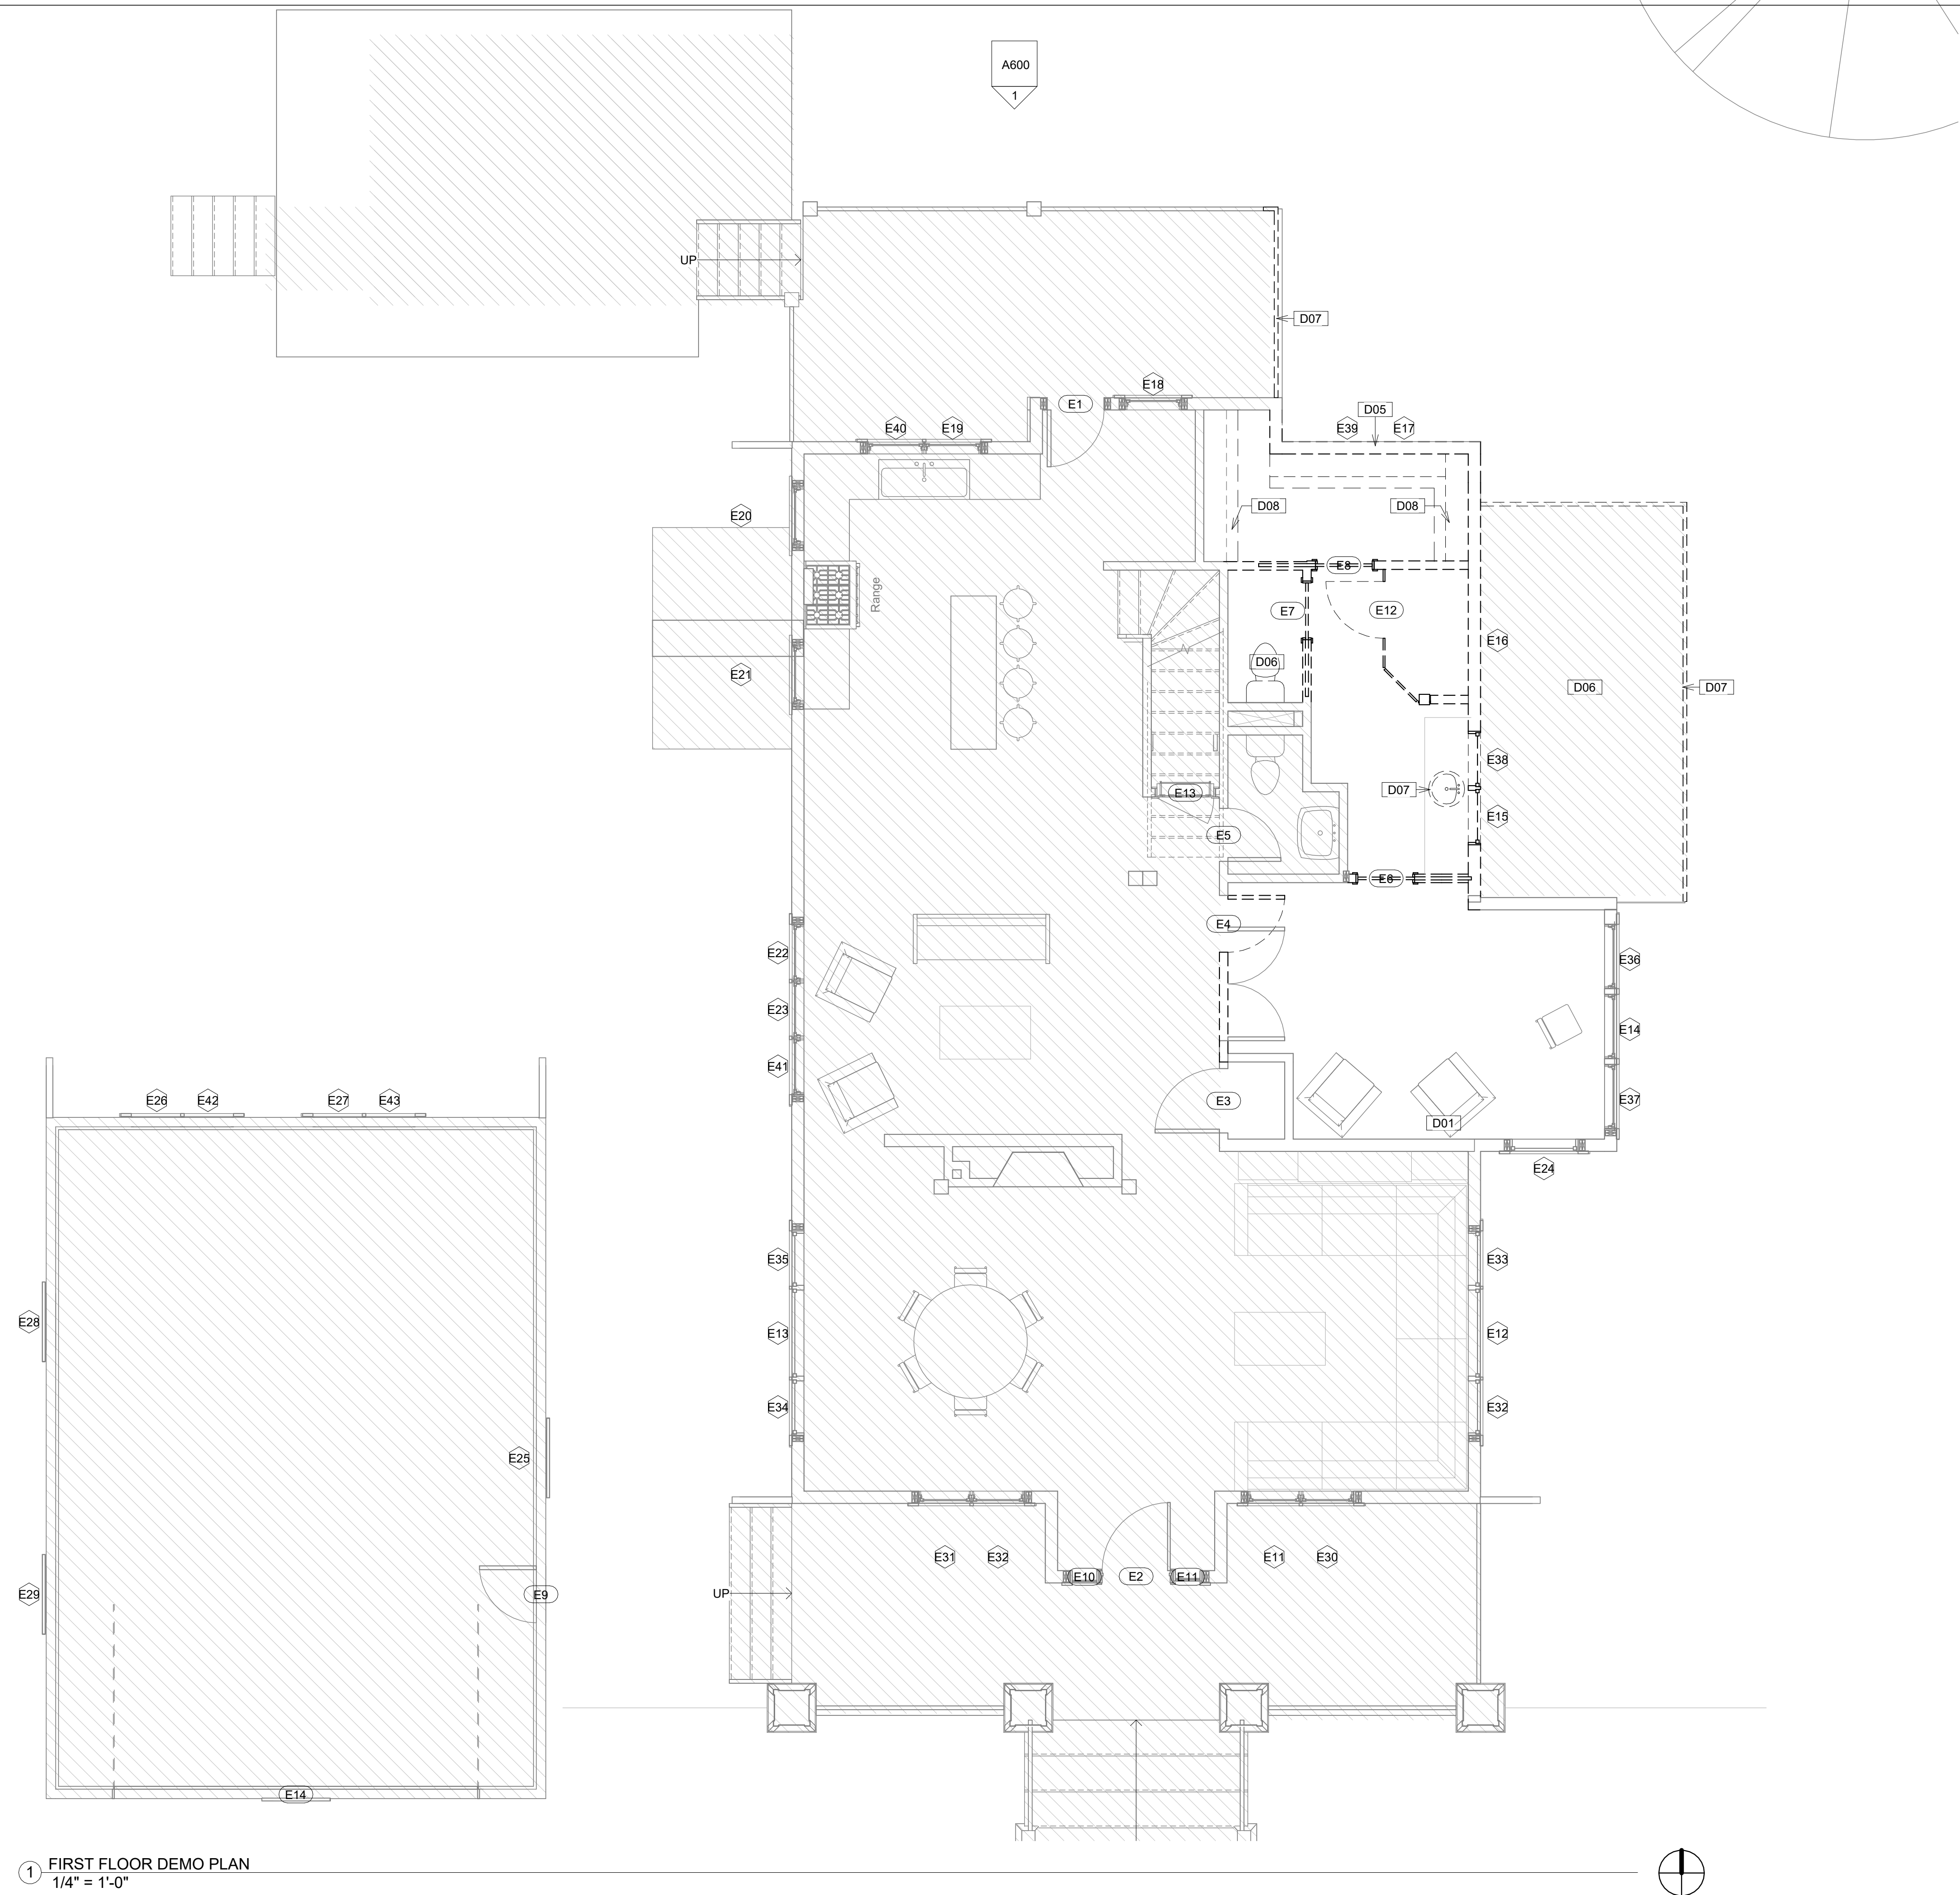 A600
1
UP
D07
E18
E1
D05
E40
E19
E39
E17
D08
D08
E20
E8
Range
E7
E12
E16
D06
E21
D06
D07
E38
D07
E13
E15
E5
E6
E4
E22
E36
E23
E14
E41
E26
E42
E27
E43
E3
E37
D01
E24
E35
E33
E28
E13
E12
E34
E32
E25
E31
E32
E11
E30
E10
E2
E11
UP
E29
E9
E14
1
FIRST FLOOR DEMO PLAN
1/4" = 1'-0"